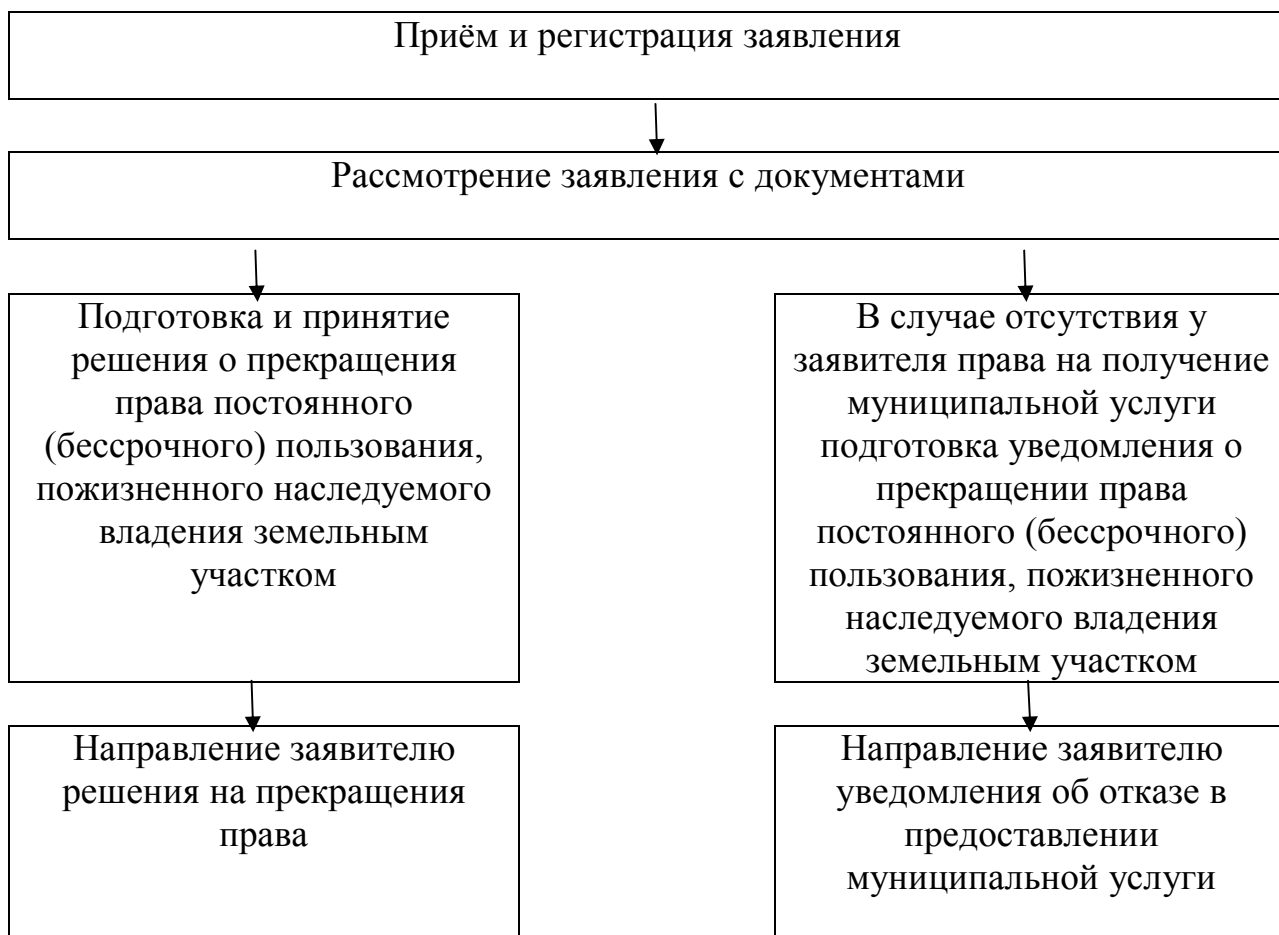 Приём и регистрация заявления
Рассмотрение заявления с документами
Подготовка и принятие
решения о прекращения
права постоянного
(бессрочного) пользования,
пожизненного наследуемого
владения земельным
участком
В случае отсутствия у
заявителя права на получение
муниципальной услуги
подготовка уведомления о
прекращении права
постоянного (бессрочного)
пользования, пожизненного
наследуемого владения
земельным участком
Направление заявителю
решения на прекращения
права
Направление заявителю
уведомления об отказе в
предоставлении
муниципальной услуги